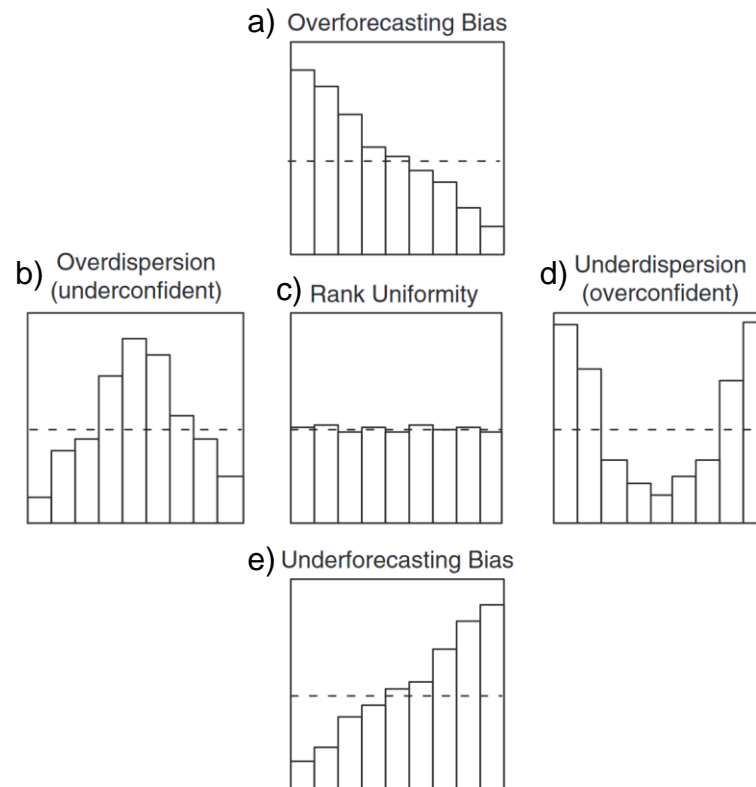 a) Overforecasting Bias
b) Overdispersion
(underconfident)
c) Rank Uniformity
d) Underdispersion
(overconfident)
e) Underforecasting Bias